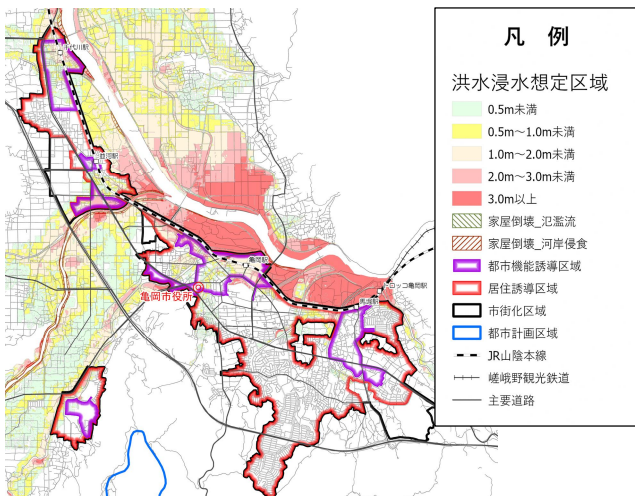 千代川駅
並河駅
亀岡駅
トロッコ亀岡駅
馬堀駅
亀岡市役所
凡 例
洪水浸水想定区域
0.5m未満
0.5m～1.0m未満
1.0m～2.0m未満
2.0m～3.0m未満
3.0m以上
家屋倒壊_氾濫流
家屋倒壊_河岸侵食
都市機能誘導区域
居住誘導区域
市街化区域
都市計画区域
JR山陰本線
嵯峨野観光鉄道
主要道路